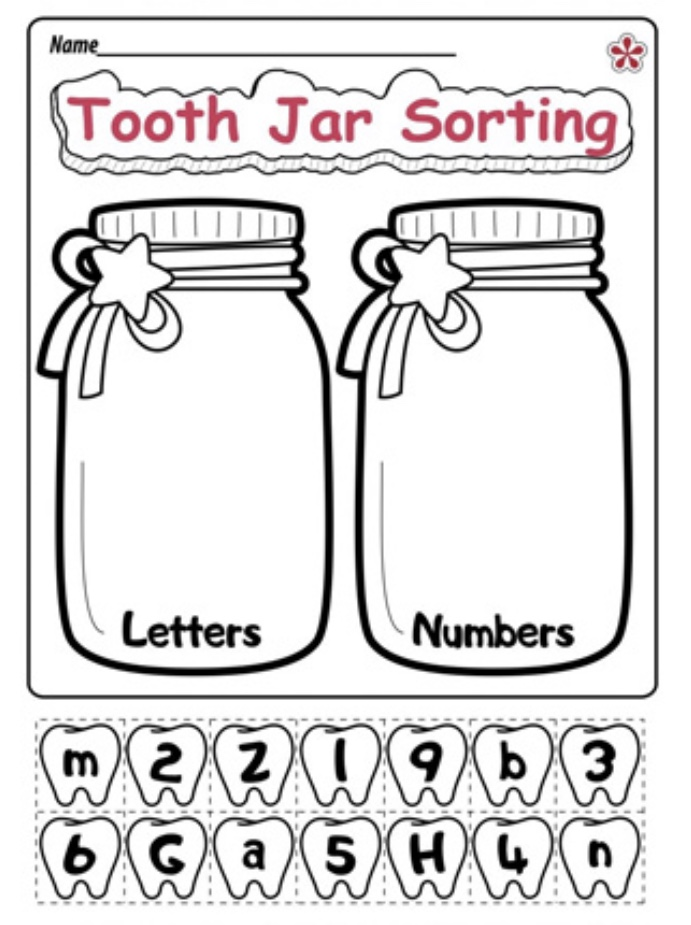 Name
Tooth Jar Sorting
Letters Numbers
m 2 Z 1 9 b 3
6 G a 5 H 4 n